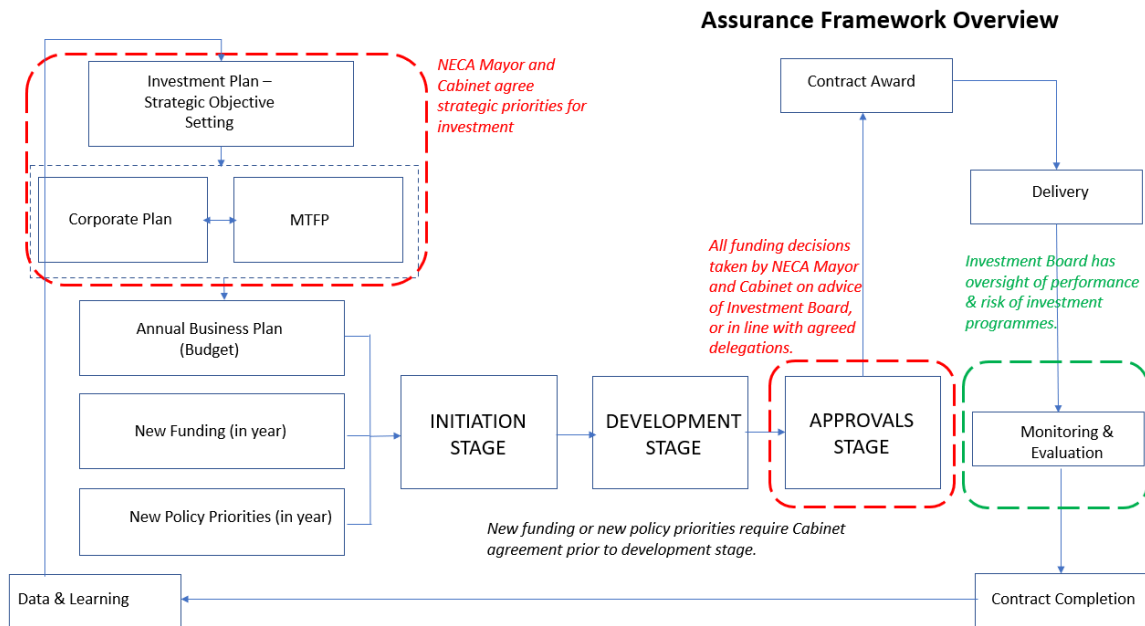 Assurance Framework Overview
Investment Plan –
Strategic Objective
Setting
NECA Mayor and
Cabinet agree
strategic priorities for
investment
Corporate Plan
MTFP
Annual Business Plan
(Budget)
New Funding (in year)
New Policy Priorities (in year)
INITIATION
STAGE
DEVELOPMENT
STAGE
New funding or new policy priorities require Cabinet
agreement prior to development stage.
APPROVALS
STAGE
All funding decisions
taken by NECA Mayor
and Cabinet on advice
of Investment Board,
or in line with agreed
delegations.
Contract Award
Delivery
Investment Board has
oversight of performance
& risk of investment
programmes.
Monitoring &
Evaluation
Contract Completion
Data & Learning